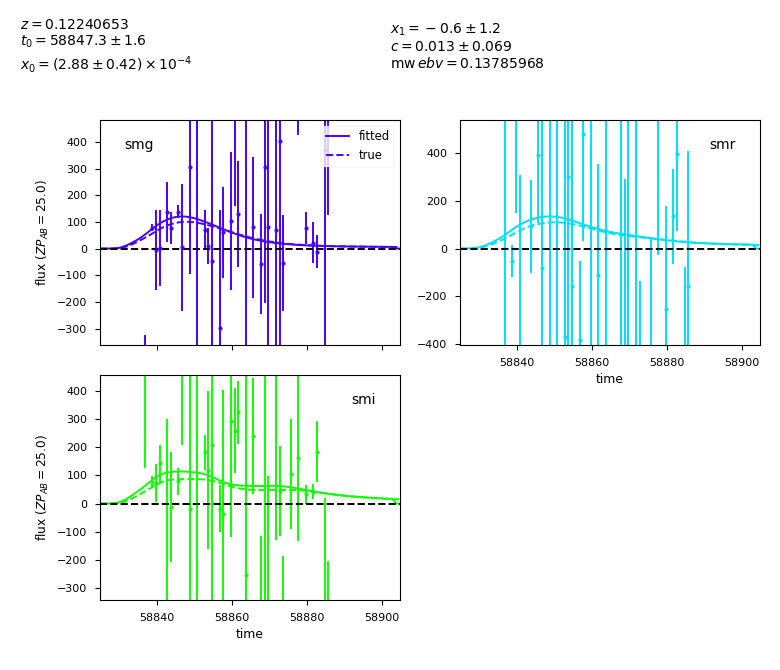 z = 0.12240653
t₀ = 58847.3 ± 1.6
x₀ = (2.88 ± 0.42) × 10⁻⁴
x₁ = −0.6 ± 1.2
c = 0.013 ± 0.069
mw ebv = 0.13785968
smg
fitted
true
400
300
200
100
0
−100
−200
−300
flux (ZP_AB = 25.0)
smr
400
200
0
−200
−400
58840
58860
58880
58900
time
smi
400
300
200
100
0
−100
−200
−300
flux (ZP_AB = 25.0)
58840
58860
58880
58900
time